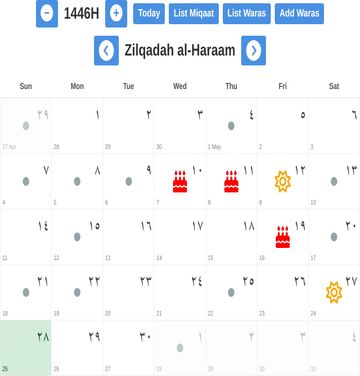 − 1446H + Today List Miqaat List Waras Add Waras
Zilqadah al-Haraam
Sun Mon Tue Wed Thu Fri Sat
٢٩ ١ ٢ ٣ ٤ ٥ ٦
27 Apr 28 29 30 1 May 2 3
٧ ٨ ٩ ١٠ ١١ ١٢ ١٣
4 5 6 7 8 9 10
١٤ ١٥ ١٦ ١٧ ١٨ ١٩ ٢٠
11 12 13 14 15 16 17
٢١ ٢٢ ٢٣ ٢٤ ٢٥ ٢٦ ٢٧
18 19 20 21 22 23 24
٢٨ ٢٩ ٣٠ ١ ٢ ٣ ٤
25 26 27 28 29 30 31